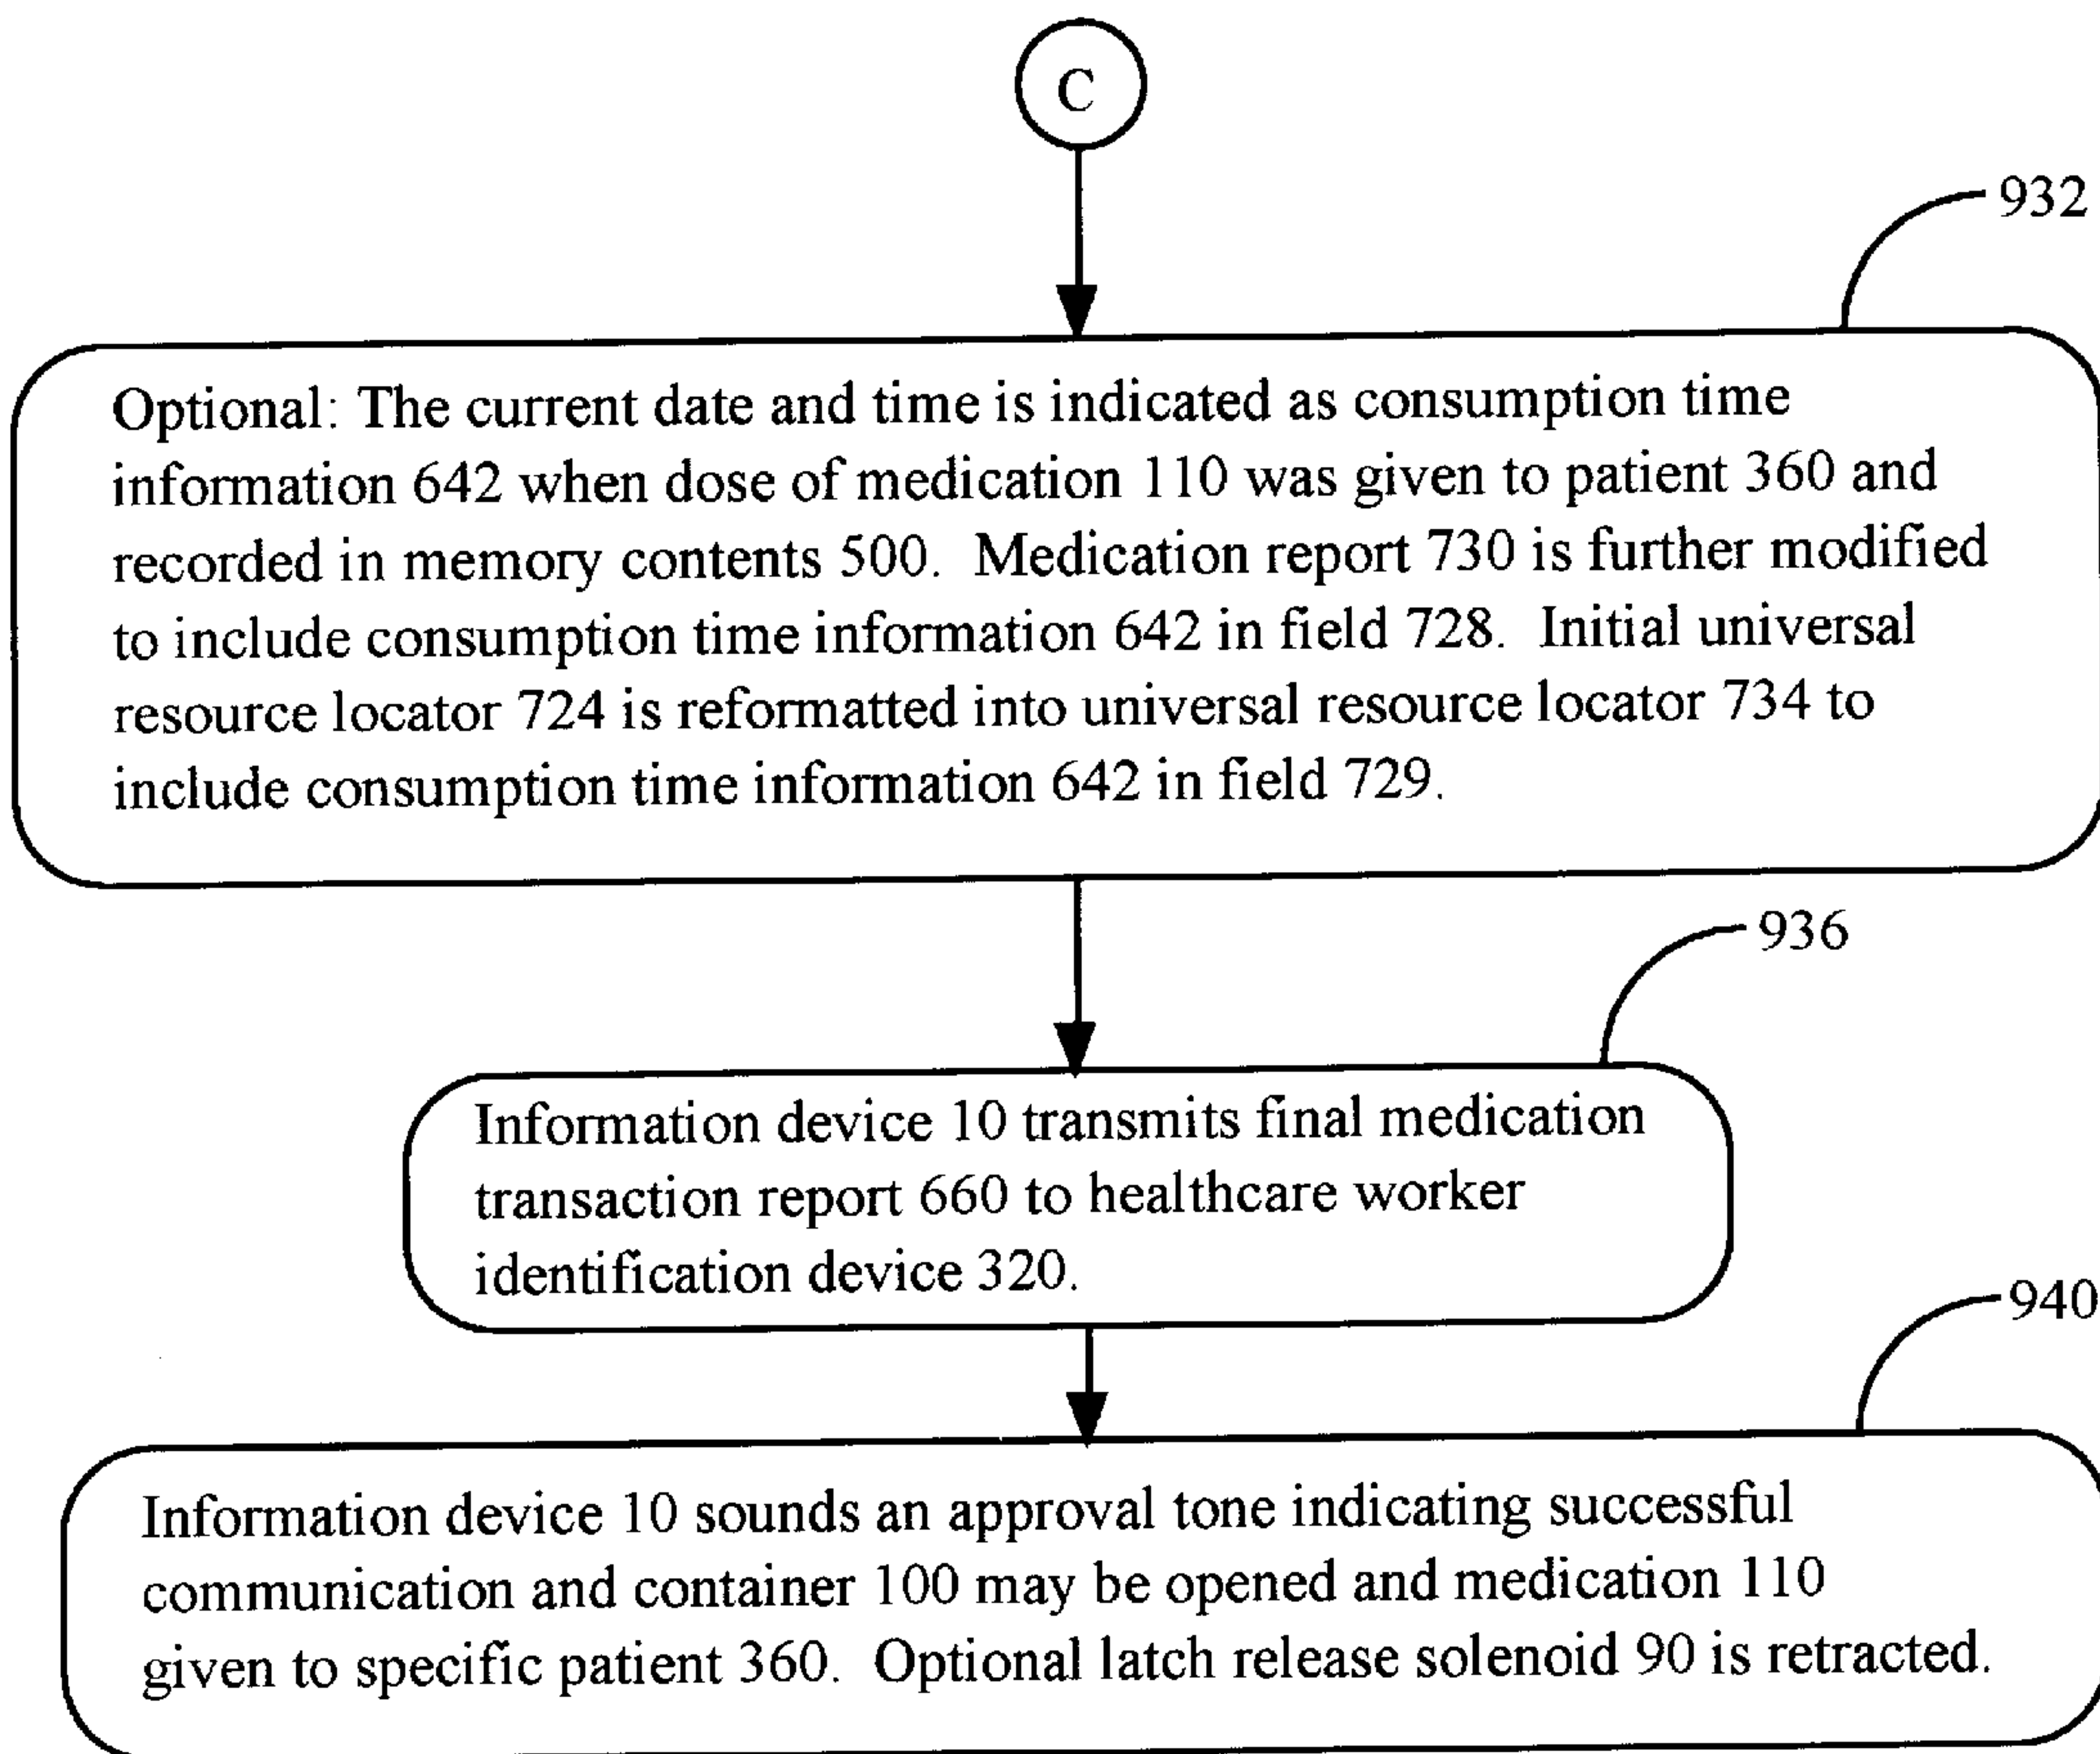 C
932
Optional: The current date and time is indicated as consumption time
information 642 when dose of medication 110 was given to patient 360 and
recorded in memory contents 500. Medication report 730 is further modified
to include consumption time information 642 in field 728. Initial universal
resource locator 724 is reformatted into universal resource locator 734 to
include consumption time information 642 in field 729.
936
Information device 10 transmits final medication
transaction report 660 to healthcare worker
identification device 320.
940
Information device 10 sounds an approval tone indicating successful
communication and container 100 may be opened and medication 110
given to specific patient 360. Optional latch release solenoid 90 is retracted.